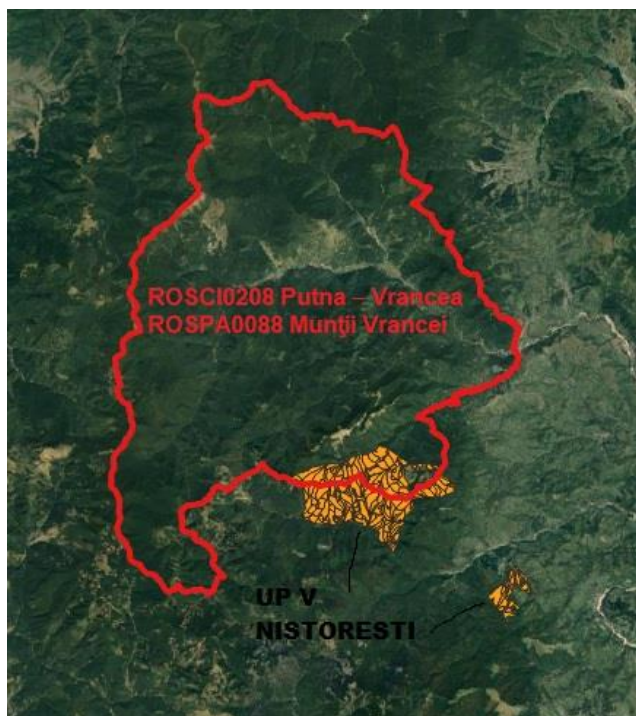 ROSCI0208 Putna – Vrancea
ROSPA0088 Munţii Vrancei
UP V
NISTORESTI